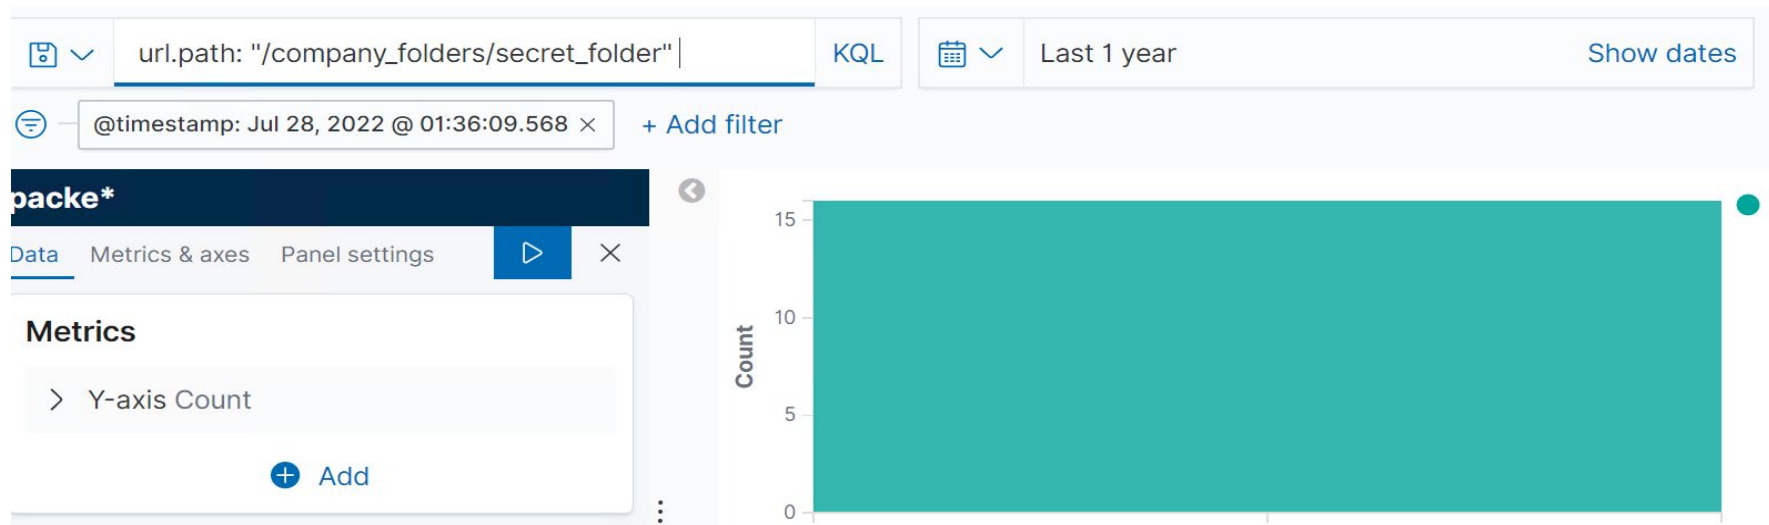 url.path: "/company_folders/secret_folder" KQL Last 1 year Show dates
@timestamp: Jul 28, 2022 @ 01:36:09.568 × + Add filter
packe*
Data Metrics & axes Panel settings
Metrics
Y-axis Count
Add
Count
15
10
5
0